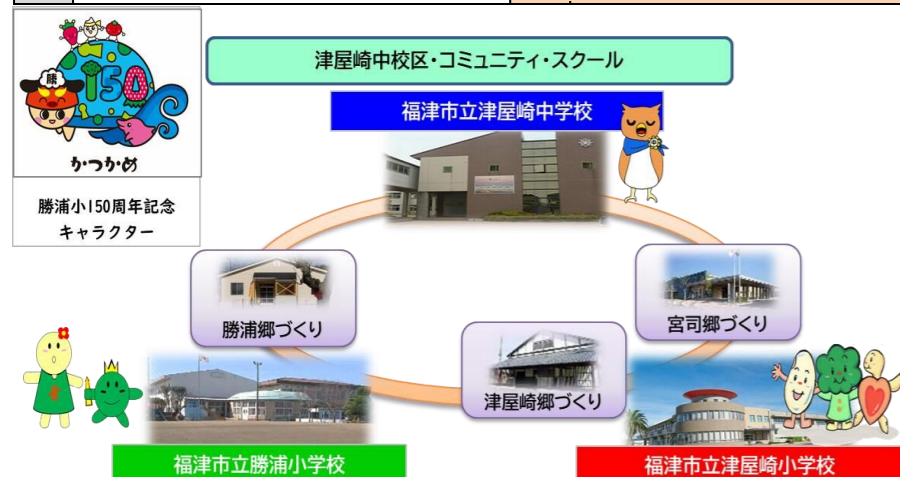 津屋崎中校区・コミュニティ・スクール
福津市立津屋崎中学校
勝
150
かつかめ
勝浦小150周年記念
キャラクター
勝浦郷づくり
宮司郷づくり
津屋崎郷づくり
福津市立勝浦小学校
福津市立津屋崎小学校